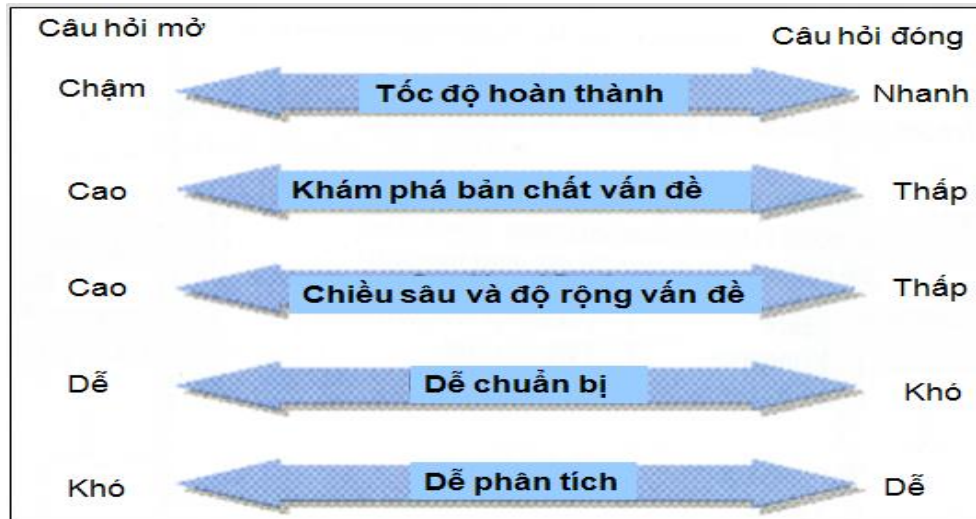 Câu hỏi mở
Câu hỏi đóng
Chậm
Tốc độ hoàn thành
Nhanh
Cao
Khám phá bản chất vấn đề
Thấp
Cao
Chiều sâu và độ rộng vấn đề
Thấp
Dễ
Dễ chuẩn bị
Khó
Khó
Dễ phân tích
Dễ